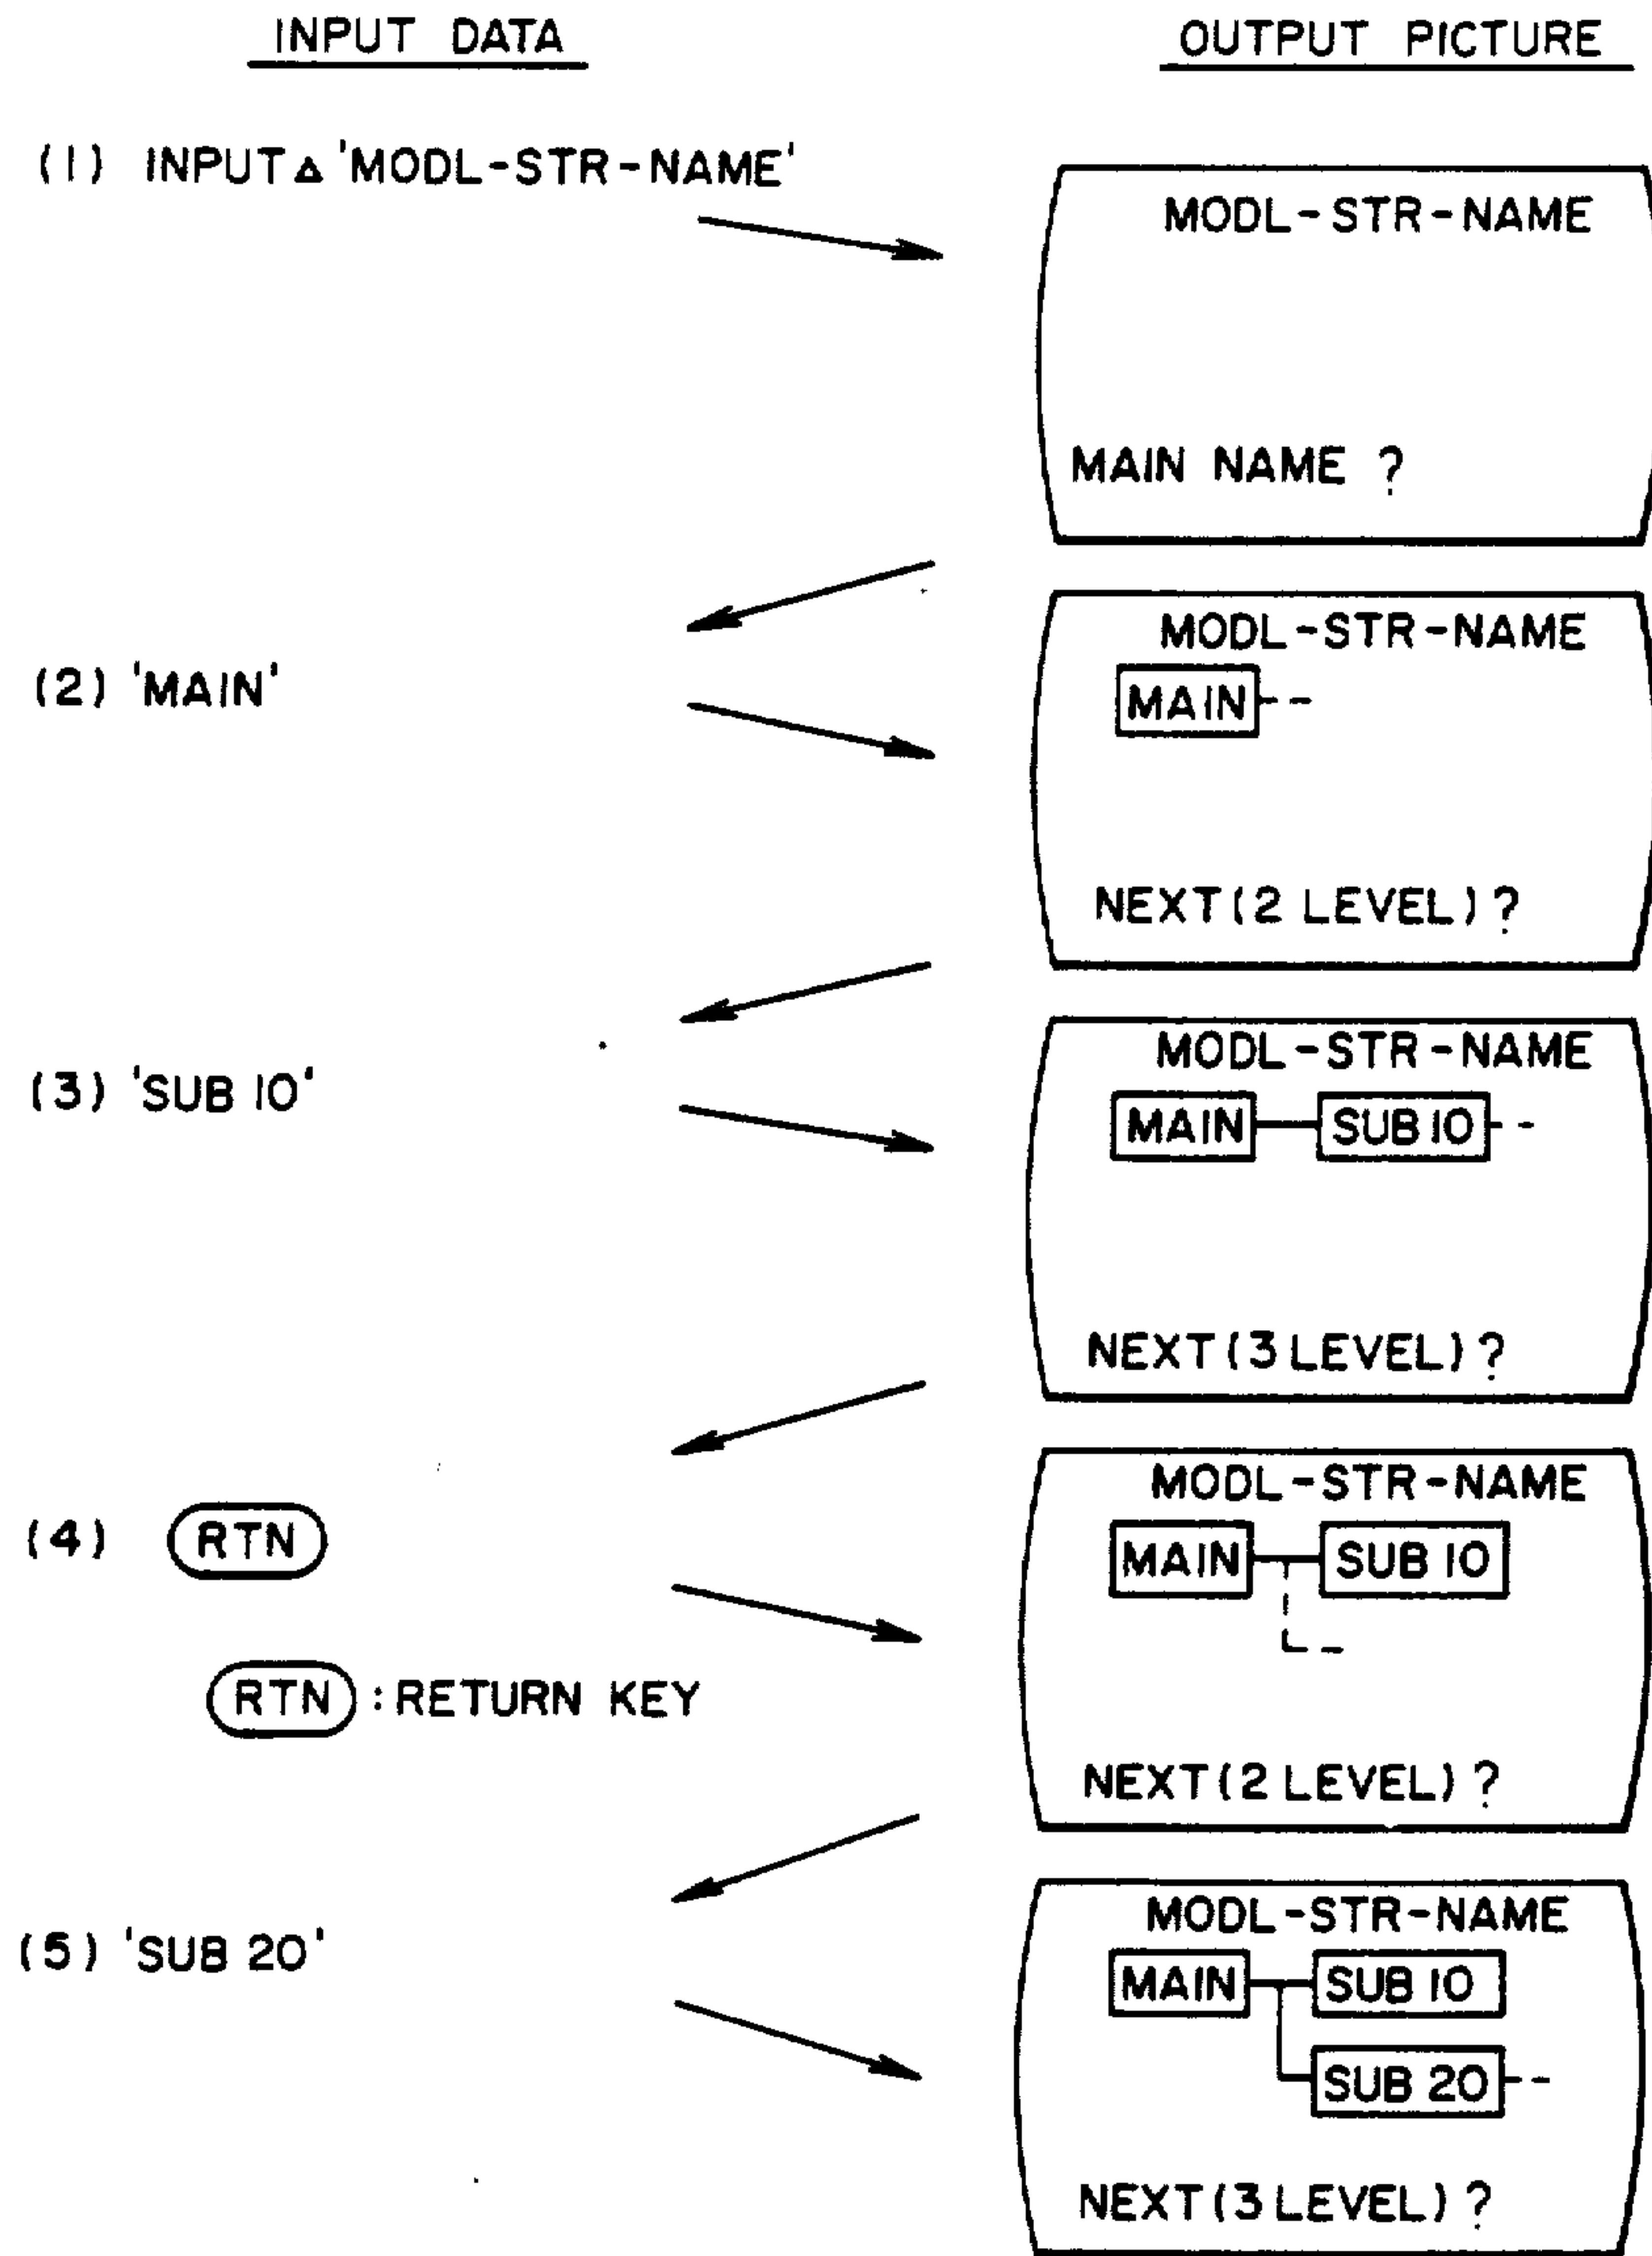 INPUT DATA
OUTPUT PICTURE
(1) INPUT△'MODL-STR-NAME'
MODL-STR-NAME
MAIN NAME ?
(2) 'MAIN'
MODL-STR-NAME
MAIN
NEXT(2 LEVEL)?
(3) 'SUB 10'
MODL-STR-NAME
MAIN SUB 10
NEXT(3 LEVEL)?
(4) RTN
RTN : RETURN KEY
MODL-STR-NAME
MAIN SUB 10
NEXT(2 LEVEL)?
(5) 'SUB 20'
MODL-STR-NAME
MAIN SUB 10
SUB 20
NEXT(3 LEVEL)?